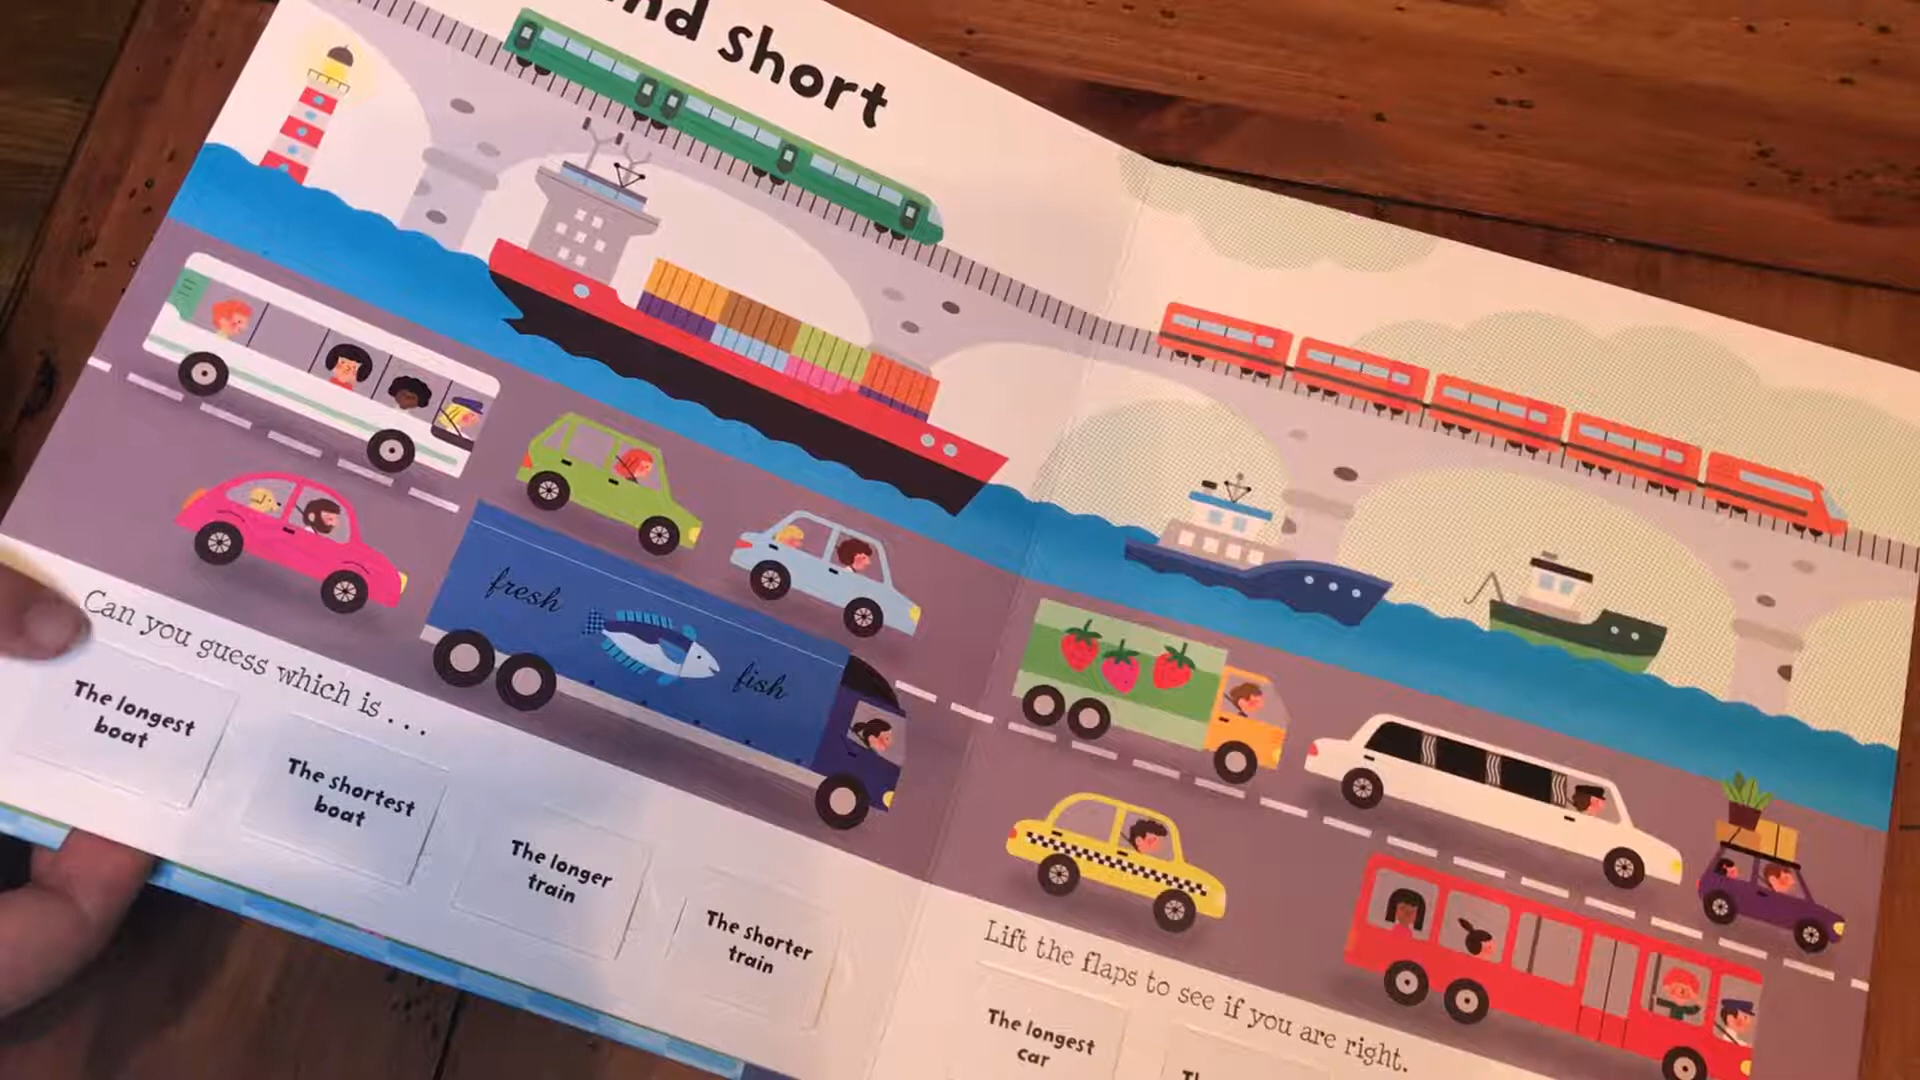 and short
fresh
fish
Can you guess which is . . .
The longest
boat
The shortest
boat
The longer
train
The shorter
train
Lift the flaps to see if you are right.
The longest
car